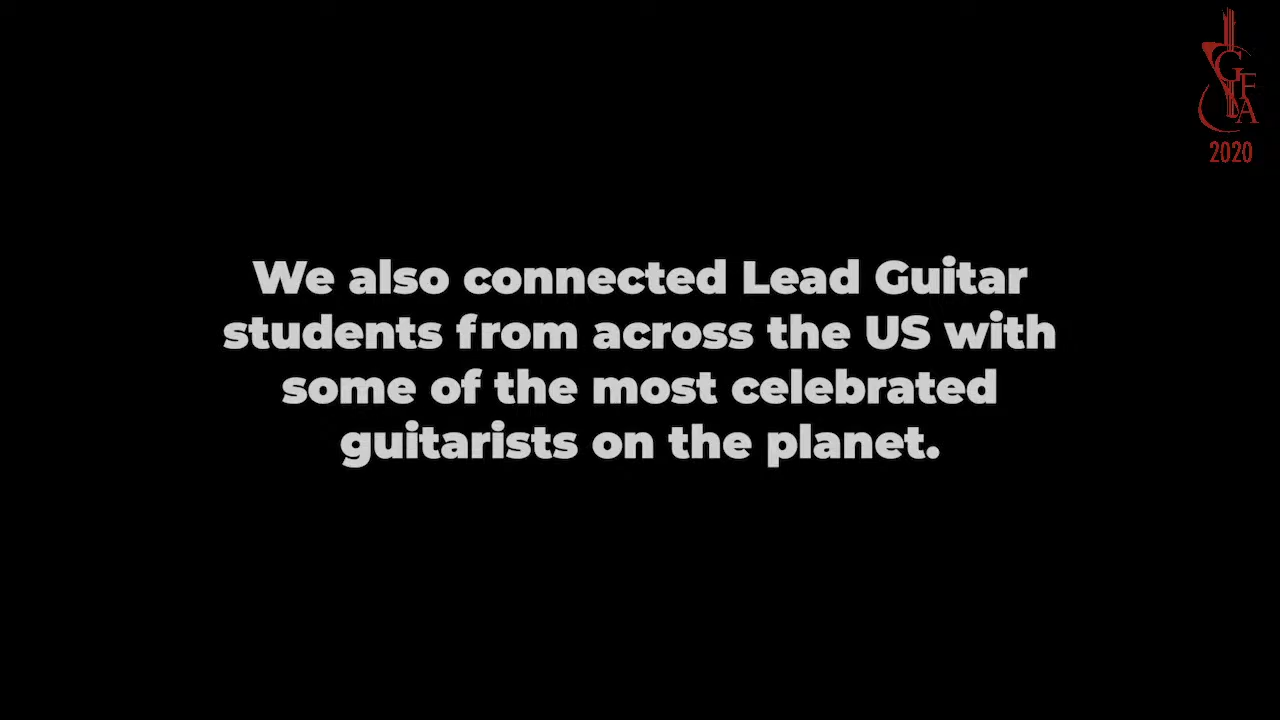 G
F
A
2020
We also connected Lead Guitar
students from across the US with
some of the most celebrated
guitarists on the planet.